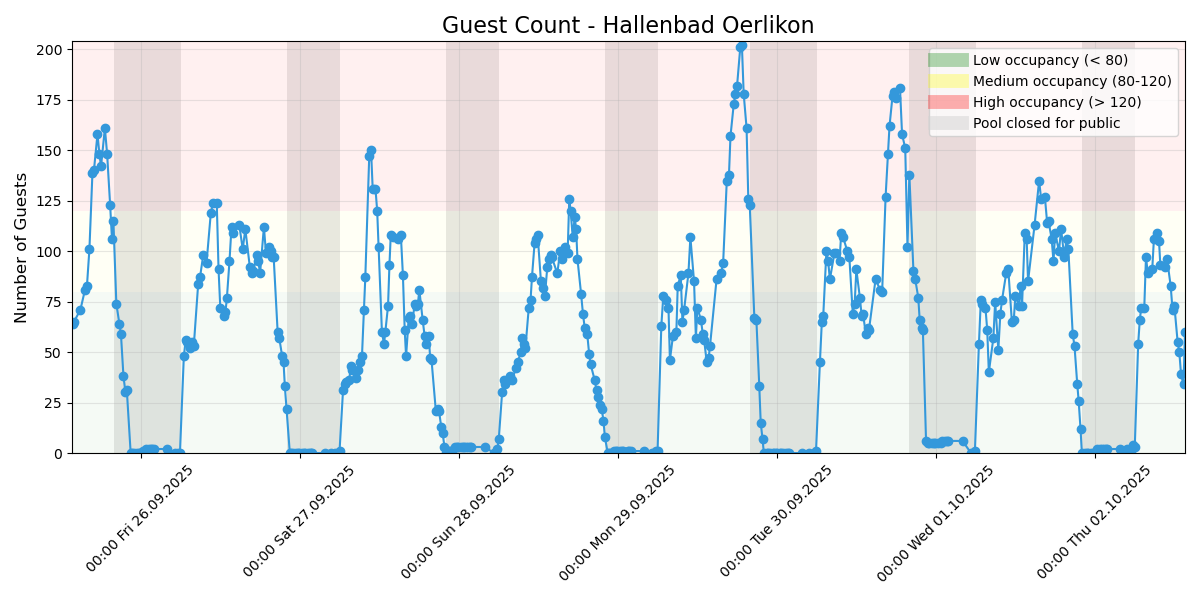 Guest Count - Hallenbad Oerlikon
Number of Guests
200
175
150
125
100
75
50
25
0
Low occupancy (< 80)
Medium occupancy (80-120)
High occupancy (> 120)
Pool closed for public
00:00 Fri 26.09.2025
00:00 Sat 27.09.2025
00:00 Sun 28.09.2025
00:00 Mon 29.09.2025
00:00 Tue 30.09.2025
00:00 Wed 01.10.2025
00:00 Thu 02.10.2025